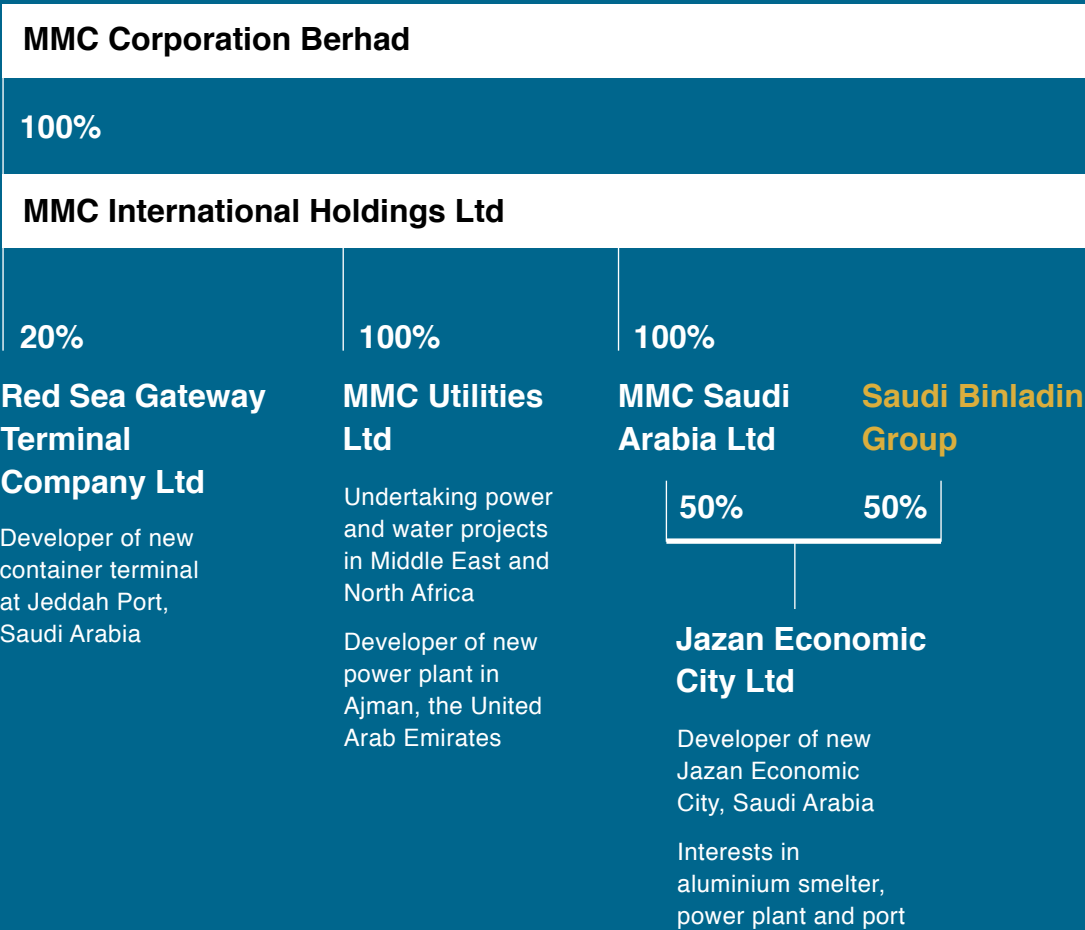 MMC Corporation Berhad
100%
MMC International Holdings Ltd
20%
Red Sea Gateway
Terminal
Company Ltd
Developer of new
container terminal
at Jeddah Port,
Saudi Arabia
100%
MMC Utilities
Ltd
Undertaking power
and water projects
in Middle East and
North Africa
Developer of new
power plant in
Ajman, the United
Arab Emirates
100%
MMC Saudi
Arabia Ltd
Saudi Binladin
Group
50%
50%
Jazan Economic
City Ltd
Developer of new
Jazan Economic
City, Saudi Arabia
Interests in
aluminium smelter,
power plant and port